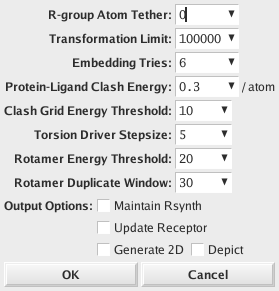 R-group Atom Tether: 0
Transformation Limit: 100000
Embedding Tries: 6
Protein-Ligand Clash Energy: 0.3 / atom
Clash Grid Energy Threshold: 10
Torsion Driver Stepsize: 5
Rotamer Energy Threshold: 20
Rotamer Duplicate Window: 30
Output Options: Maintain Rsynth
Update Receptor
Generate 2D Depict
OK Cancel